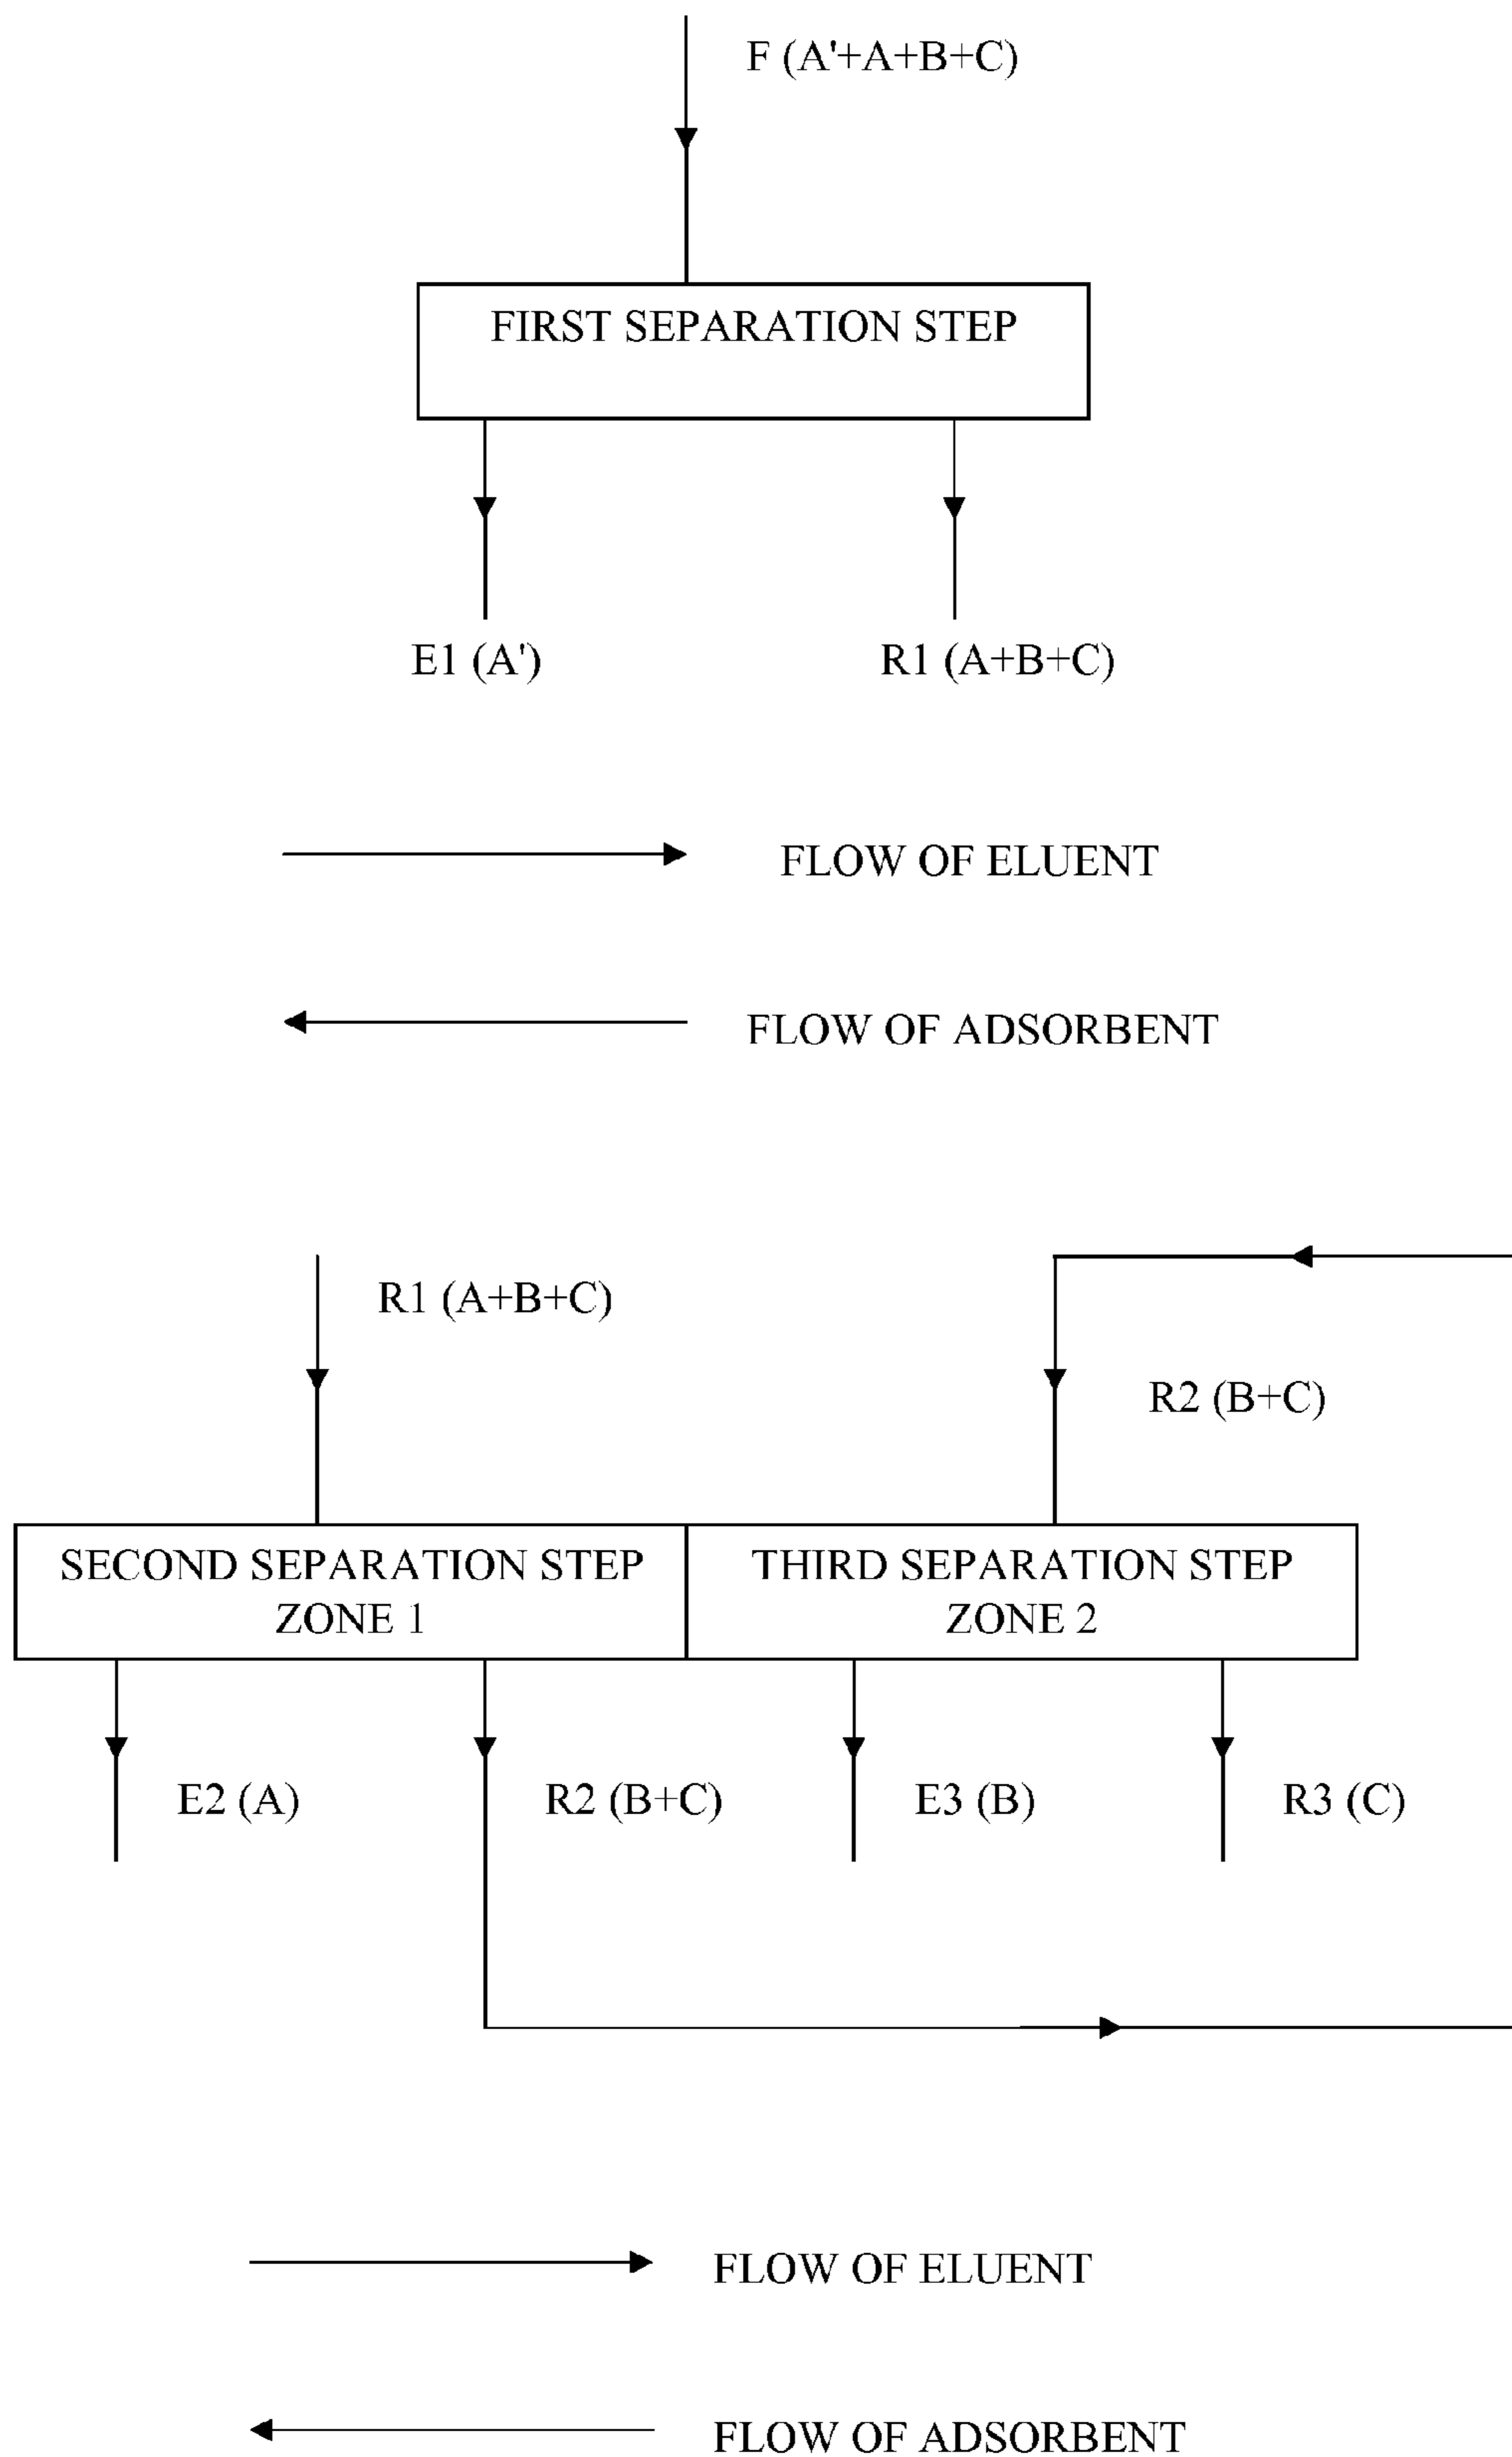 F (A'+A+B+C)
FIRST SEPARATION STEP
E1 (A')
R1 (A+B+C)
FLOW OF ELUENT
FLOW OF ADSORBENT
R1 (A+B+C)
R2 (B+C)
SECOND SEPARATION STEP
ZONE 1
THIRD SEPARATION STEP
ZONE 2
E2 (A)
R2 (B+C)
E3 (B)
R3 (C)
FLOW OF ELUENT
FLOW OF ADSORBENT